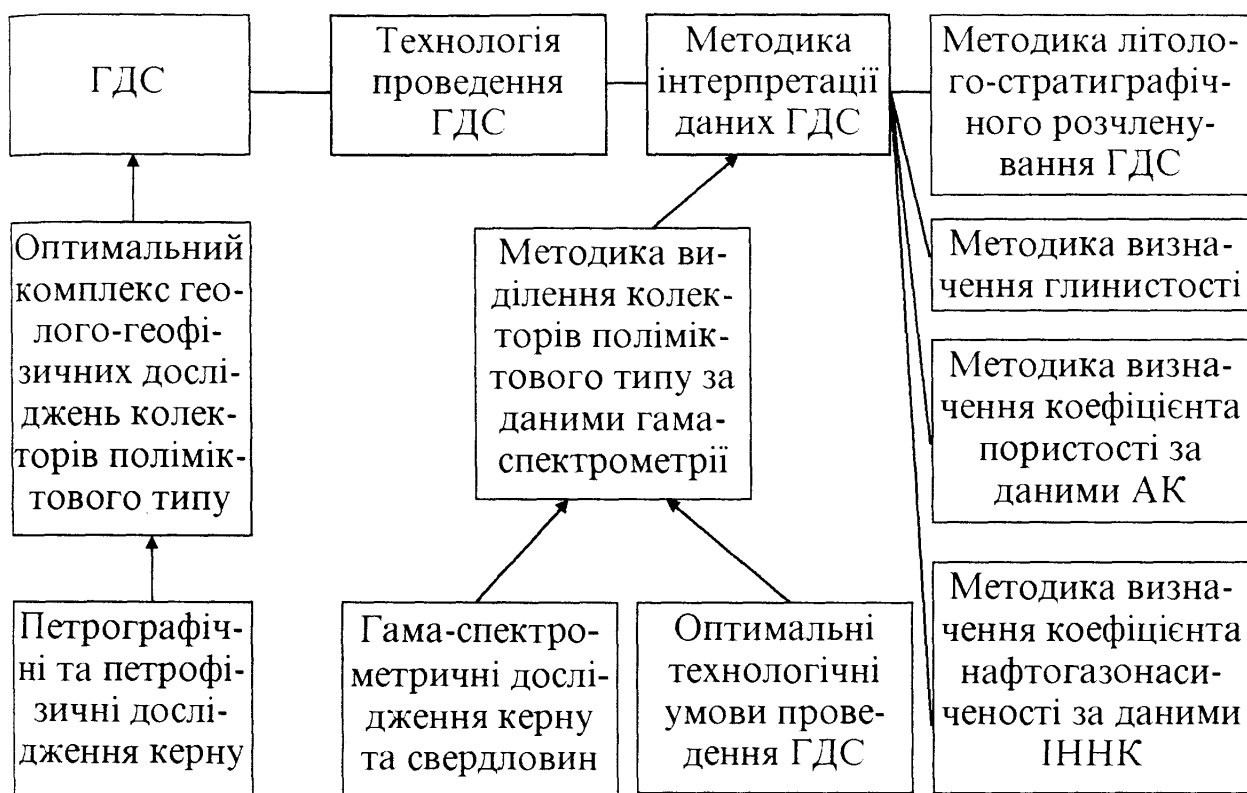 ГДС
Технологія
проведення
ГДС
Методика
інтерпретації
даних ГДС
Методика літоло-
го-стратиграфіч-
ного розчлену-
вання ГДС
Оптимальний
комплекс гео-
лого-геофі-
зичних дослі-
джень колек-
торів полімік-
тового типу
Методика ви-
ділення колек-
торів полімік-
тового типу за
даними гама-
спектрометрії
Методика визна-
чення глинистості
Методика визна-
чення коефіцієнта
пористості за
даними АК
Петрографіч-
ні та петрофі-
зичні дослі-
дження керну
Гама-спектро-
метричні дослі-
дження керну
та свердловин
Оптимальні
технологічні
умови прове-
дення ГДС
Методика визна-
чення коефіцієнта
нафтогазонаси-
ченості за даними
ІННК